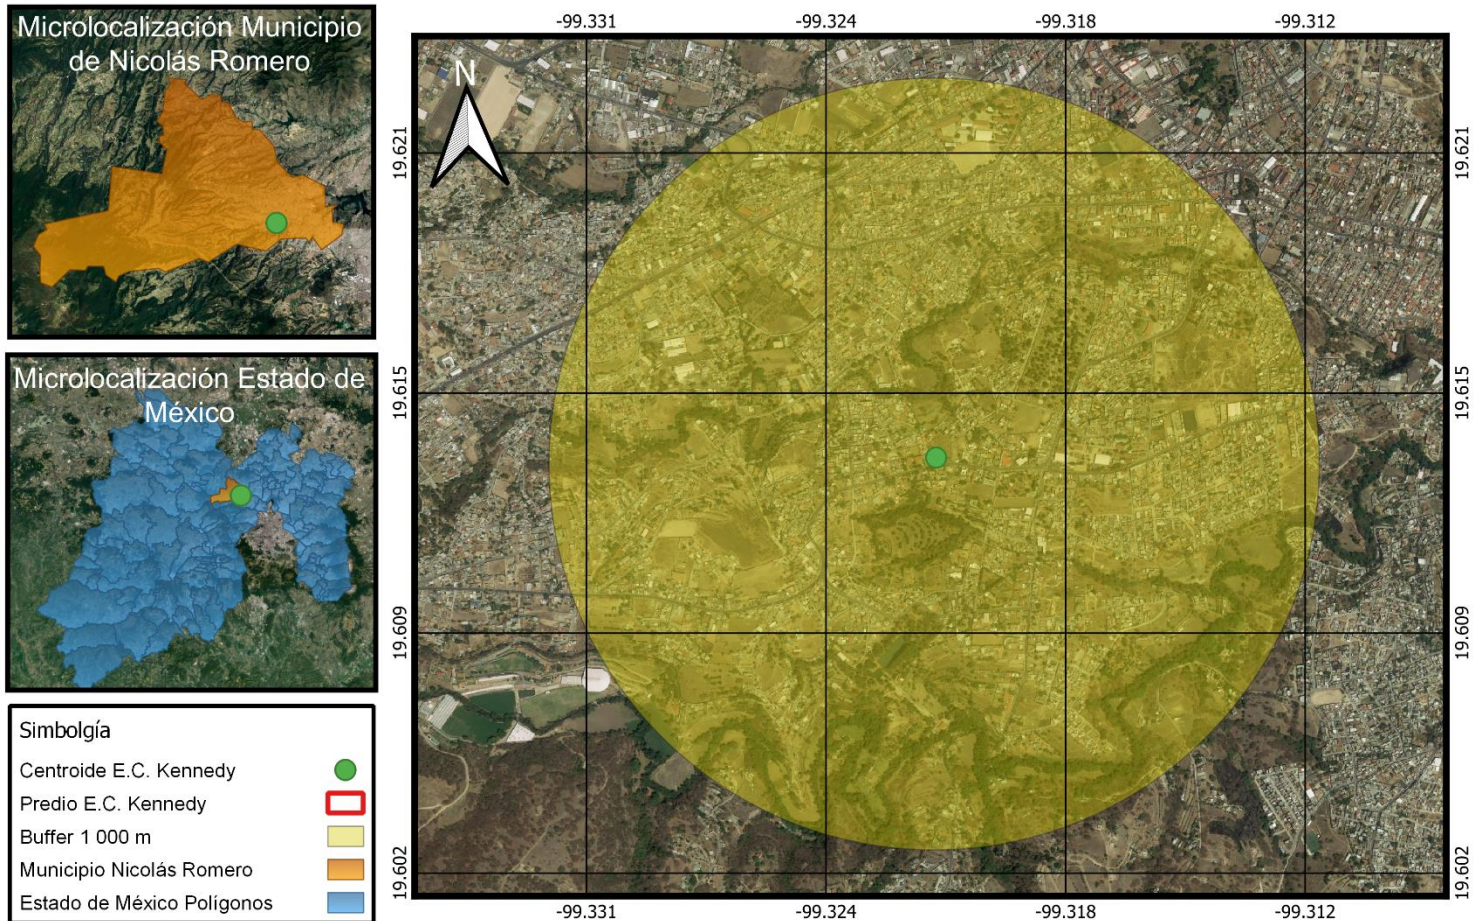 Microlocalización Municipio
de Nicolás Romero
Microlocalización Estado de
México
Simbolgía
Centroide E.C. Kennedy
Predio E.C. Kennedy
Buffer 1 000 m
Municipio Nicolás Romero
Estado de México Polígonos
-99.331 -99.324 -99.318 -99.312
N
19.621 19.621
19.615 19.615
19.609 19.609
19.602 19.602
-99.331 -99.324 -99.318 -99.312